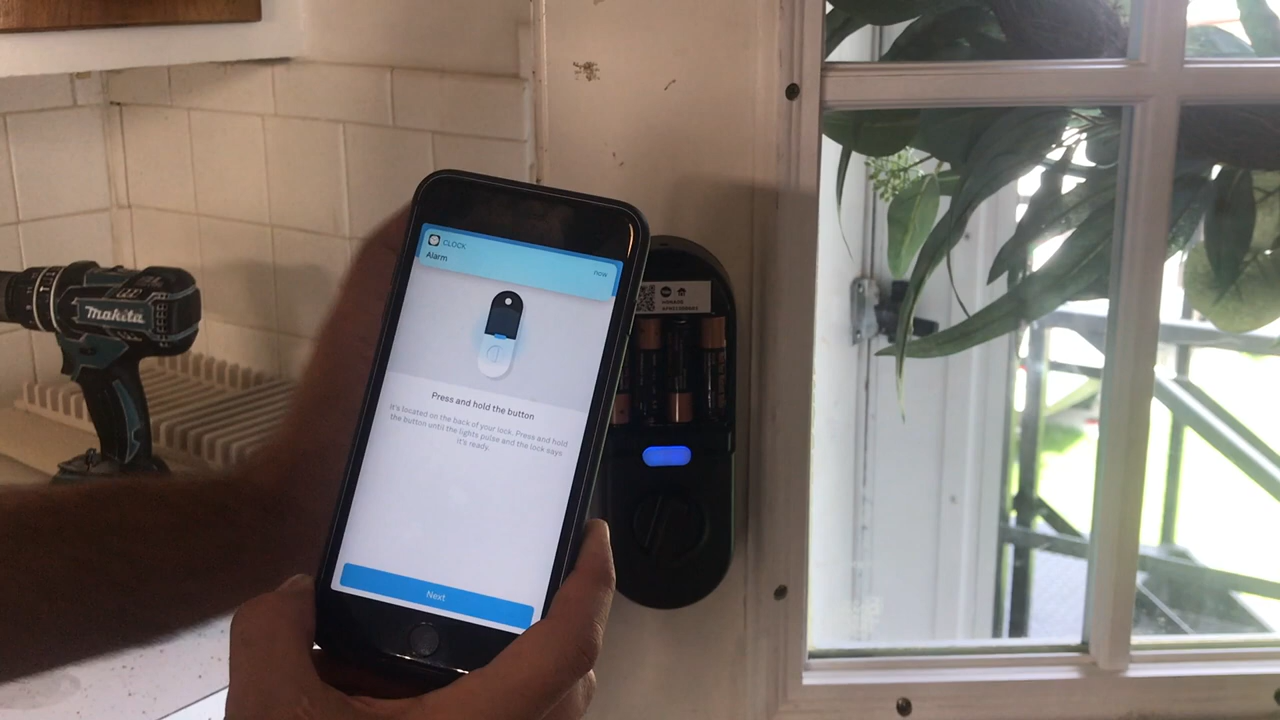 CLOCK
now
Alarm
Press and hold the button
It's located on the back of your lock. Press and hold
the button until the lights pulse and the lock says
it's ready.
Next
makita